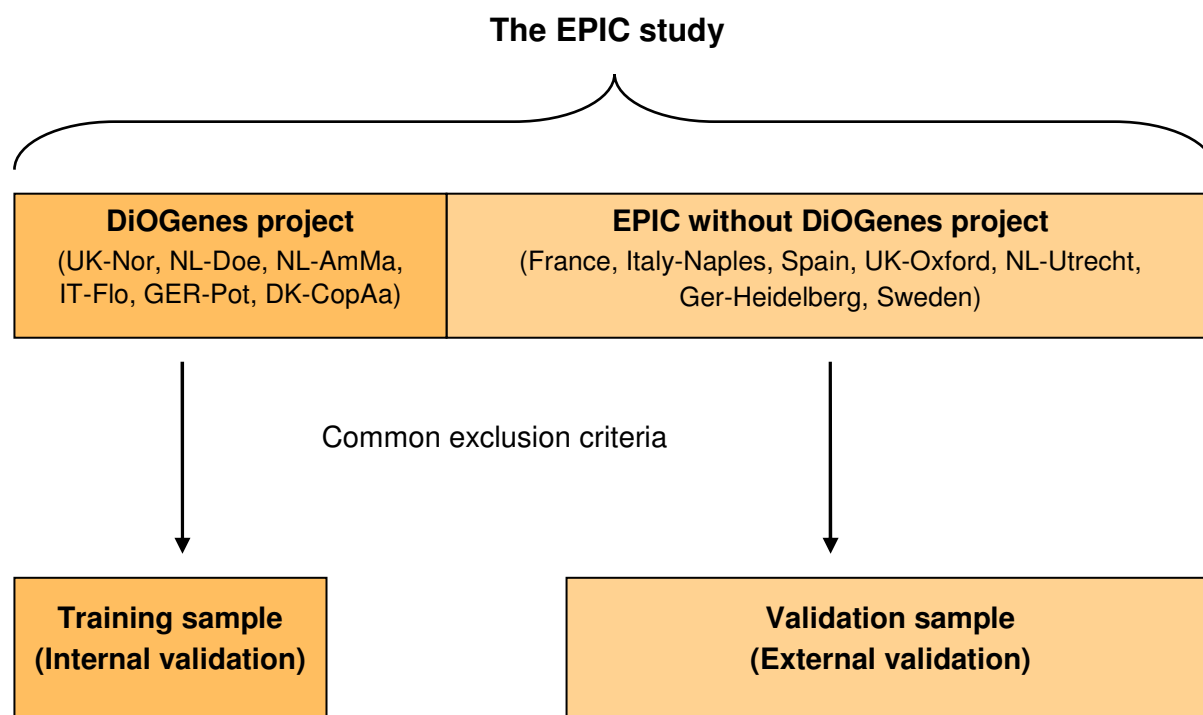 The EPIC study
DiOGenes project
(UK-Nor, NL-Doe, NL-AmMa,
IT-Flo, GER-Pot, DK-CopAa)
EPIC without DiOGenes project
(France, Italy-Naples, Spain, UK-Oxford, NL-Utrecht,
Ger-Heidelberg, Sweden)
Common exclusion criteria
Training sample
(Internal validation)
Validation sample
(External validation)